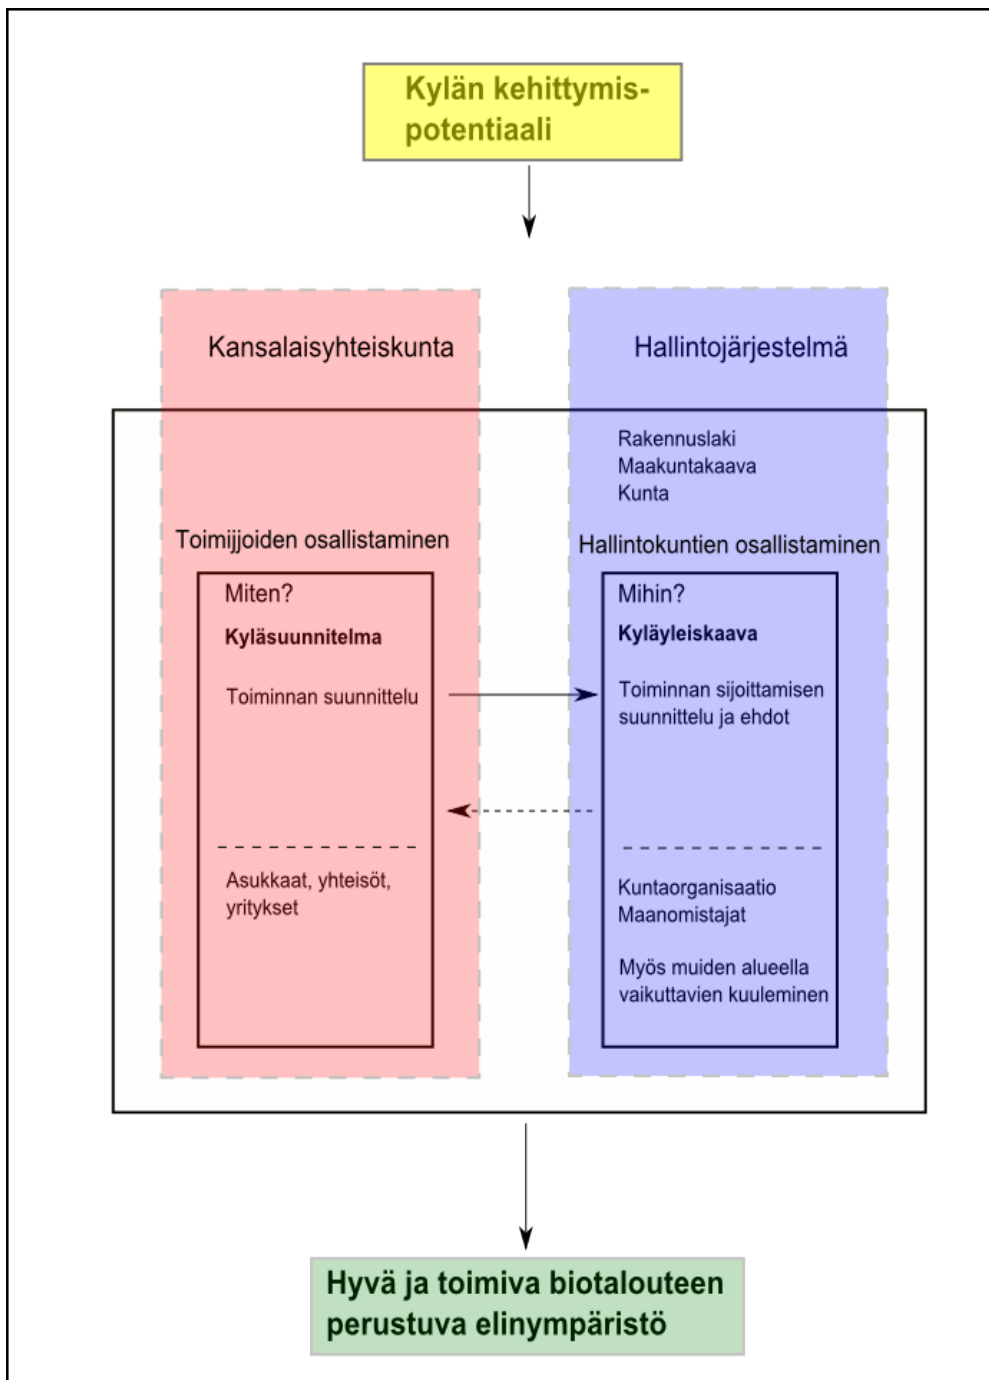 Kylän kehittymis-
potentiaali
Kansalaisyhteiskunta
Hallintojärjestelmä
Rakennuslaki
Maakuntakaava
Kunta
Toimijjoiden osallistaminen
Hallintokuntien osallistaminen
Miten?
Kyläsuunnitelma
Toiminnan suunnittelu
Mihin?
Kyläyleiskaava
Toiminnan sijoittamisen
suunnittelu ja ehdot
Asukkaat, yhteisöt,
yritykset
Kuntaorganisaatio
Maanomistajat
Myös muiden alueella
vaikuttavien kuuleminen
Hyvä ja toimiva biotalouteen
perustuva elinympäristö